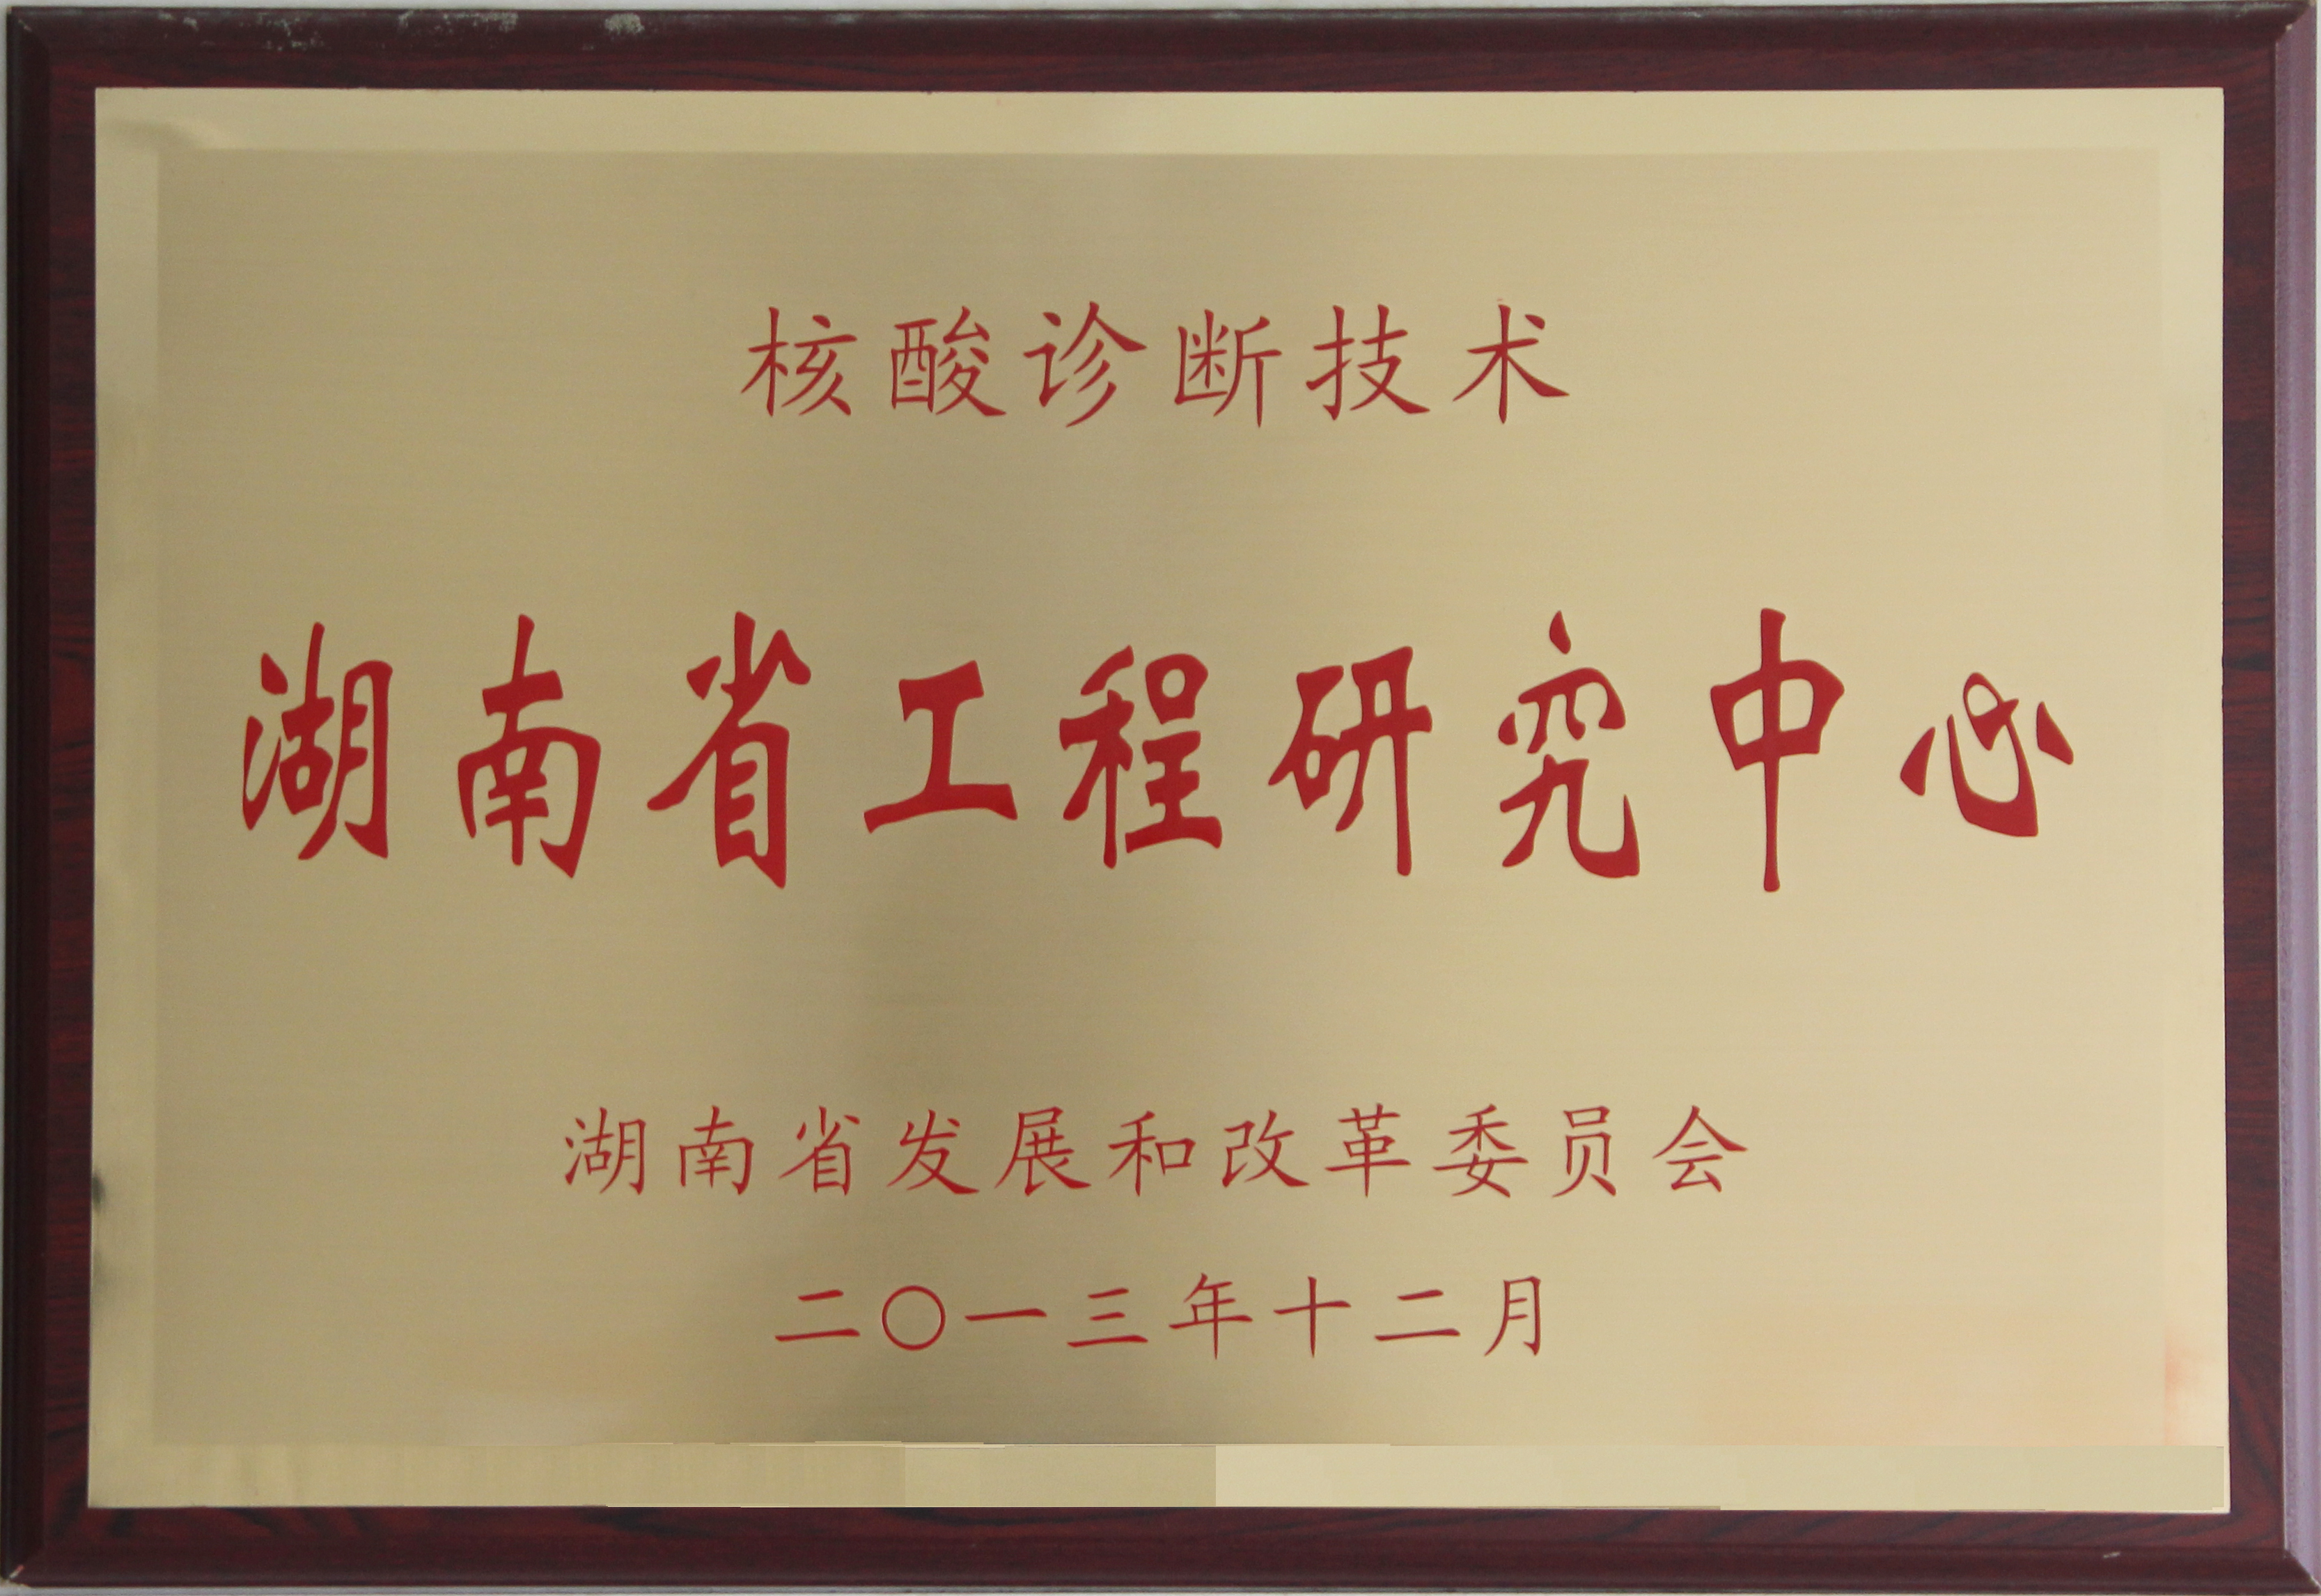 核酸诊断技术
湖南省工程研究中心
湖南省发展和改革委员会
二〇一三年十二月